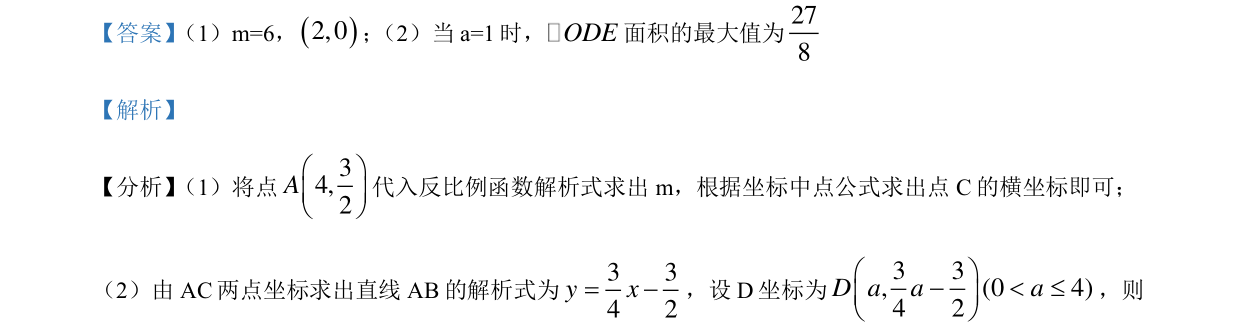 【答案】（1）m=6，(2,0)；（2）当 a=1 时，□ODE 面积的最大值为 27/8
【解析】
【分析】（1）将点 A(4, 3/2) 代入反比例函数解析式求出 m，根据坐标中点公式求出点 C 的横坐标即可；
（2）由 AC 两点坐标求出直线 AB 的解析式为 y = 3/4 x − 3/2，设 D 坐标为 D(a, 3/4 a − 3/2)(0 < a ≤ 4)，则